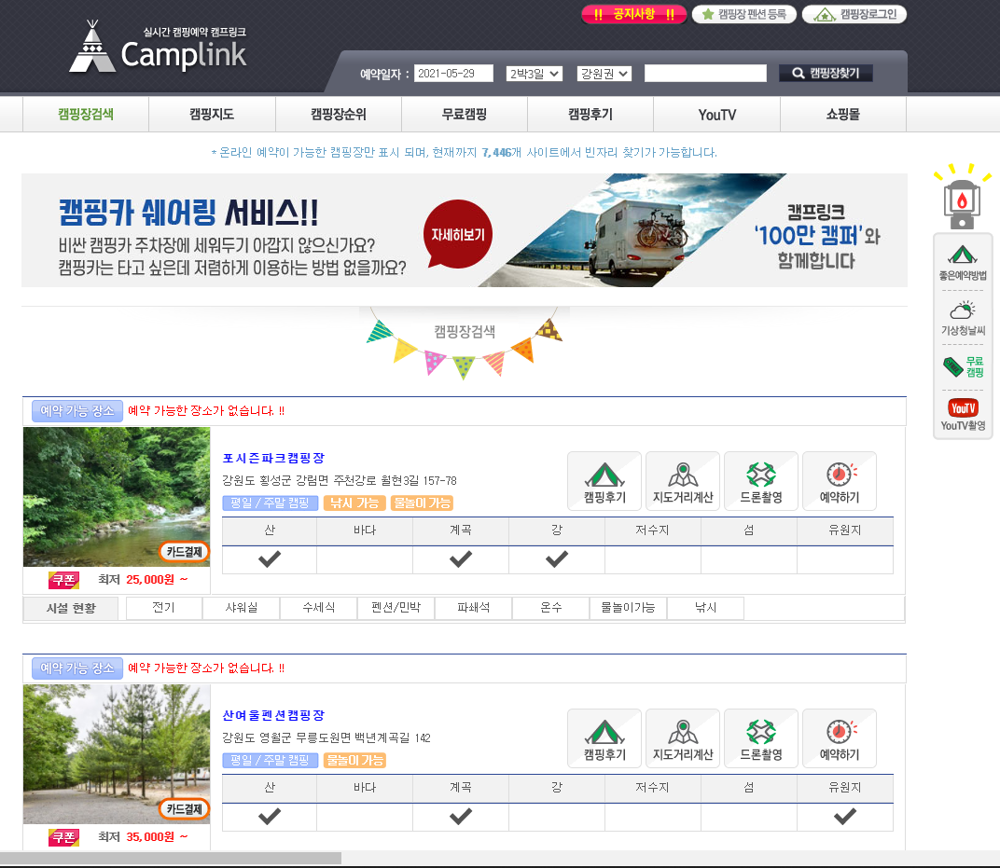 !! 공지사항 !!
캠핑장 펜션 등록
캠핑장로그인
실시간 캠핑예약 캠프링크
Camplink
예약일자 : 2021-05-29 2박3일 강원권 캠핑장찾기
캠핑장검색 캠핑지도 캠핑장순위 무료캠핑 캠핑후기 YouTV 쇼핑몰
* 온라인 예약이 가능한 캠핑장만 표시 되며, 현재까지 7,446개 사이트에서 빈자리 찾기가 가능합니다.
캠핑카 쉐어링 서비스!!
비싼 캠핑카 주차장에 세워두기 아깝지 않으신가요?
캠핑카는 타고 싶은데 저렴하게 이용하는 방법 없을까요?
자세히보기
캠프링크
‘100만 캠퍼’와
함께합니다
좋은예약방법
기상청날씨
무료
캠핑
YouTV
YouTV촬영
캠핑장검색
예약 가능 장소 예약 가능한 장소가 없습니다. !!
포시즌파크캠핑장
강원도 횡성군 강림면 주천강로 월현3길 157-78
평일 / 주말 캠핑 낚시 가능 물놀이 가능
캠핑후기 지도거리계산 드론촬영 예약하기
산 바다 계곡 강 저수지 섬 유원지
카드결제
쿠폰 최저 25,000원 ~
시설 현황 전기 샤워실 수세식 펜션/민박 파쇄석 온수 물놀이가능 낚시
예약 가능 장소 예약 가능한 장소가 없습니다. !!
산여울펜션캠핑장
강원도 영월군 무릉도원면 백년계곡길 142
평일 / 주말 캠핑 물놀이 가능
캠핑후기 지도거리계산 드론촬영 예약하기
산 바다 계곡 강 저수지 섬 유원지
카드결제
쿠폰 최저 35,000원 ~